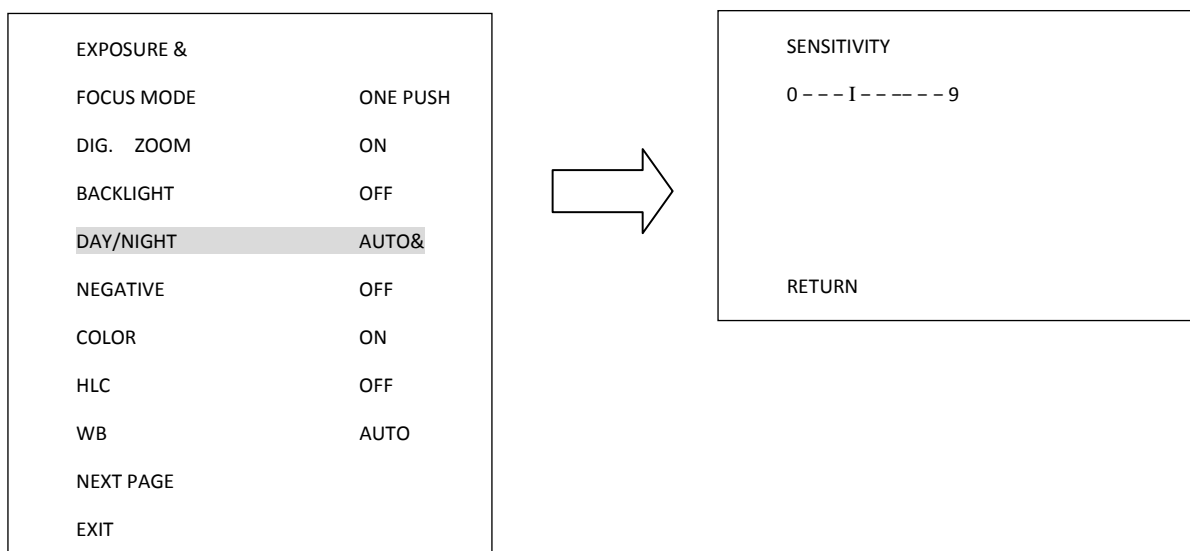 EXPOSURE &
FOCUS MODE ONE PUSH
DIG. ZOOM ON
BACKLIGHT OFF
DAY/NIGHT AUTO&
NEGATIVE OFF
COLOR ON
HLC OFF
WB AUTO
NEXT PAGE
EXIT
SENSITIVITY
0 – – – I – – –– – – 9
RETURN